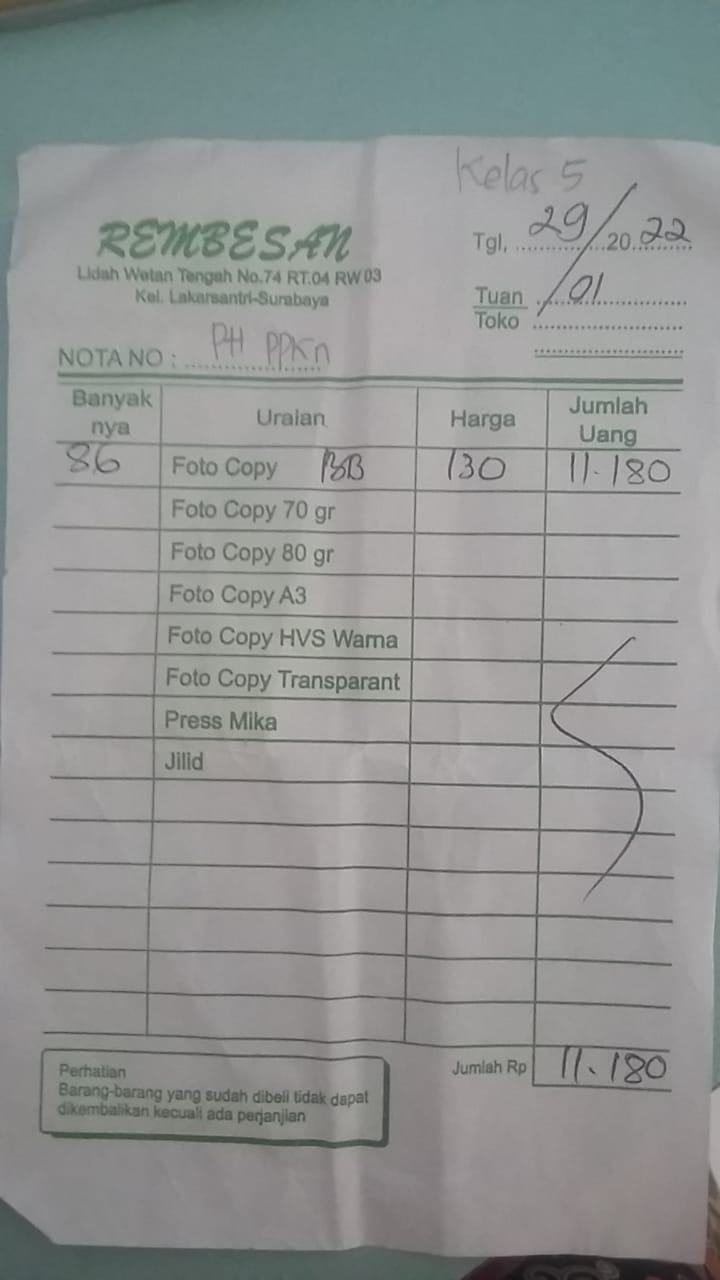 Kelas 5
REMBESAN
Lidah Wetan Tengah No.74 RT.04 RW 03
Kel. Lakarsantri-Surabaya
Tgl, 29/ 20 22
Tuan /01
Toko
NOTA NO : PH PPKn
Banyak nya Uraian Harga Jumlah Uang
86 Foto Copy BB 130 11.180
Foto Copy 70 gr
Foto Copy 80 gr
Foto Copy A3
Foto Copy HVS Warna
Foto Copy Transparant
Press Mika
Jilid
Jumlah Rp 11.180
Perhatian
Barang-barang yang sudah dibeli tidak dapat
dikembalikan kecuali ada perjanjian